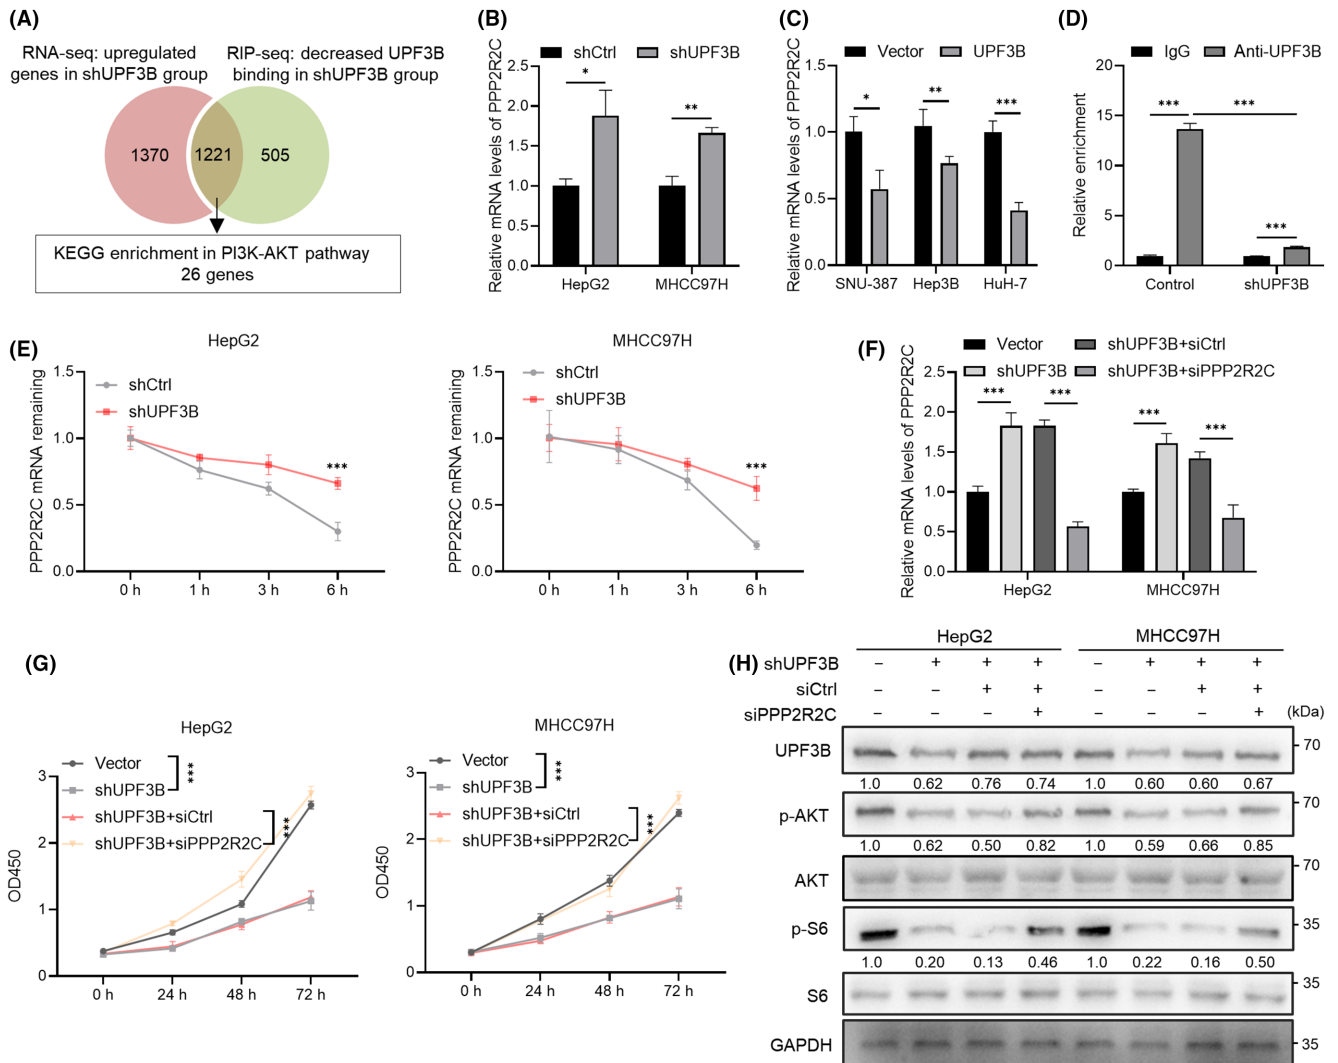 (A)
RNA-seq: upregulated
genes in shUPF3B group
RIP-seq: decreased UPF3B
binding in shUPF3B group
1370
1221
505
KEGG enrichment in PI3K-AKT pathway
26 genes
(B)
shCtrl
shUPF3B
Relative mRNA levels of PPP2R2C
2.5
2.0
1.5
1.0
0.5
0.0
*
**
HepG2
MHCC97H
(C)
Vector
UPF3B
Relative mRNA levels of PPP2R2C
1.5
1.0
0.5
0.0
*
**
***
SNU-387
Hep3B
HuH-7
(D)
IgG
Anti-UPF3B
Relative enrichment
20
15
10
5
0
***
***
***
Control
shUPF3B
(E)
HepG2
shCtrl
shUPF3B
PPP2R2C mRNA remaining
1.5
1.0
0.5
0.0
***
0 h
1 h
3 h
6 h
MHCC97H
shCtrl
shUPF3B
PPP2R2C mRNA remaining
1.5
1.0
0.5
0.0
***
0 h
1 h
3 h
6 h
(F)
Vector
shUPF3B+siCtrl
shUPF3B
shUPF3B+siPPP2R2C
Relative mRNA levels of PPP2R2C
2.5
2.0
1.5
1.0
0.5
0.0
***
***
***
***
HepG2
MHCC97H
(G)
HepG2
Vector
shUPF3B
shUPF3B+siCtrl
shUPF3B+siPPP2R2C
***
***
OD450
3
2
1
0
0 h
24 h
48 h
72 h
MHCC97H
Vector
shUPF3B
shUPF3B+siCtrl
shUPF3B+siPPP2R2C
***
***
OD450
3
2
1
0
0 h
24 h
48 h
72 h
(H)
HepG2 MHCC97H
shUPF3B − + + + − + + +
siCtrl − − + + − − + +
siPPP2R2C − − − + − − − + (kDa)
UPF3B 70
1.0 0.62 0.76 0.74 1.0 0.60 0.60 0.67
p-AKT 70
1.0 0.62 0.50 0.82 1.0 0.59 0.66 0.85
AKT 70
p-S6 35
1.0 0.20 0.13 0.46 1.0 0.22 0.16 0.50
S6 35
GAPDH 35